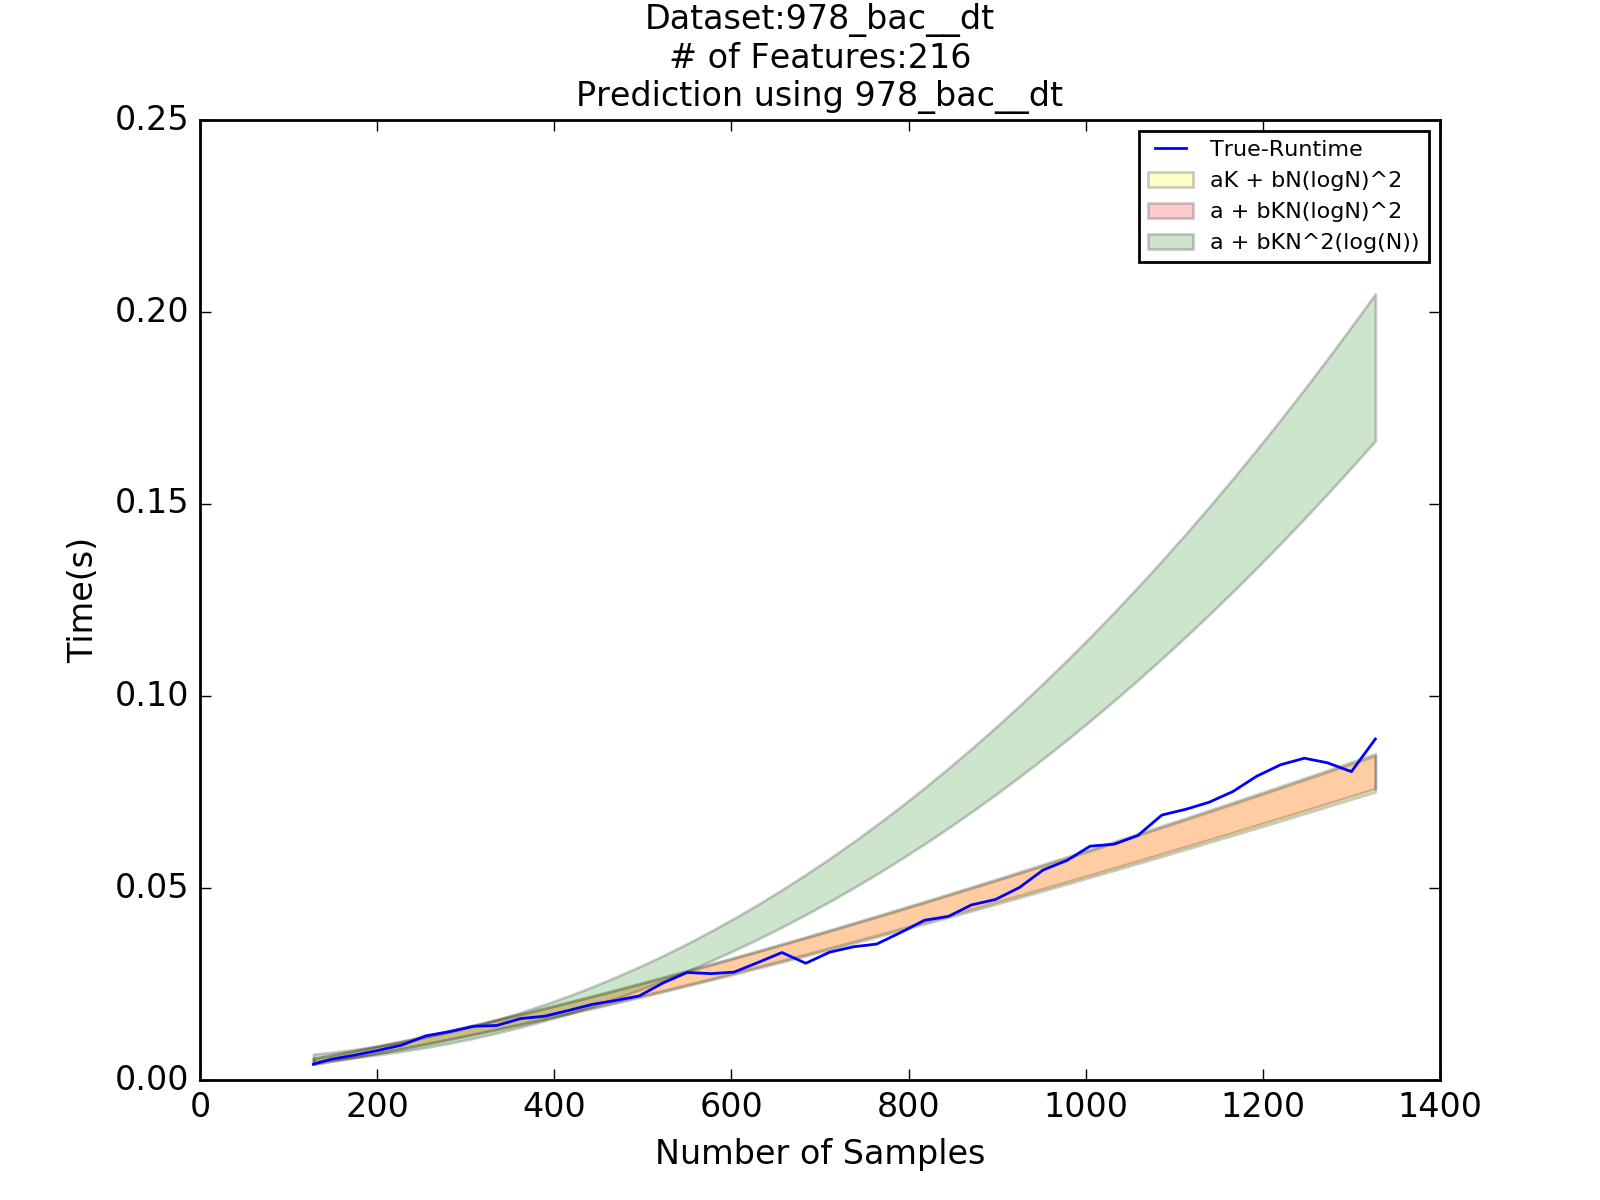 Dataset:978_bac__dt
# of Features:216
Prediction using 978_bac__dt
0.25
0.20
0.15
0.10
0.05
0.00
Time(s)
True-Runtime
aK + bN(logN)^2
a + bKN(logN)^2
a + bKN^2(log(N))
0 200 400 600 800 1000 1200 1400
Number of Samples